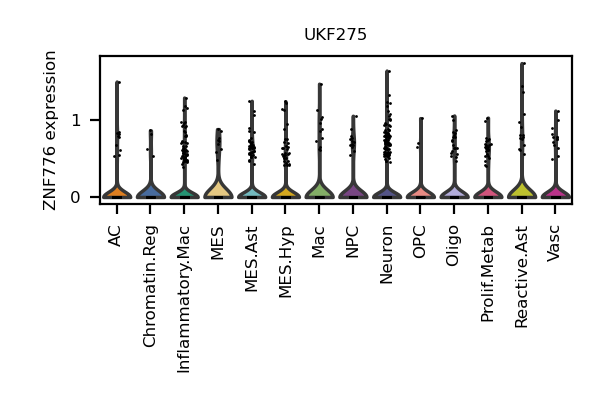 UKF275
ZNF776 expression
1
0
AC
Chromatin.Reg
Inflammatory.Mac
MES
MES.Ast
MES.Hyp
Mac
NPC
Neuron
OPC
Oligo
Prolif.Metab
Reactive.Ast
Vasc